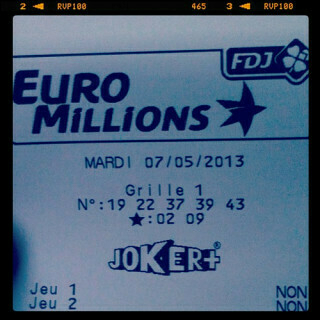 2 RVP100 465 3 RVP100
FDJ
EURO
MILLIONS
MARDI 07/05/2013
Grille 1
N°:19 22 37 39 43
★:02 09
JOKER+®
Jeu 1 NON
Jeu 2 NON